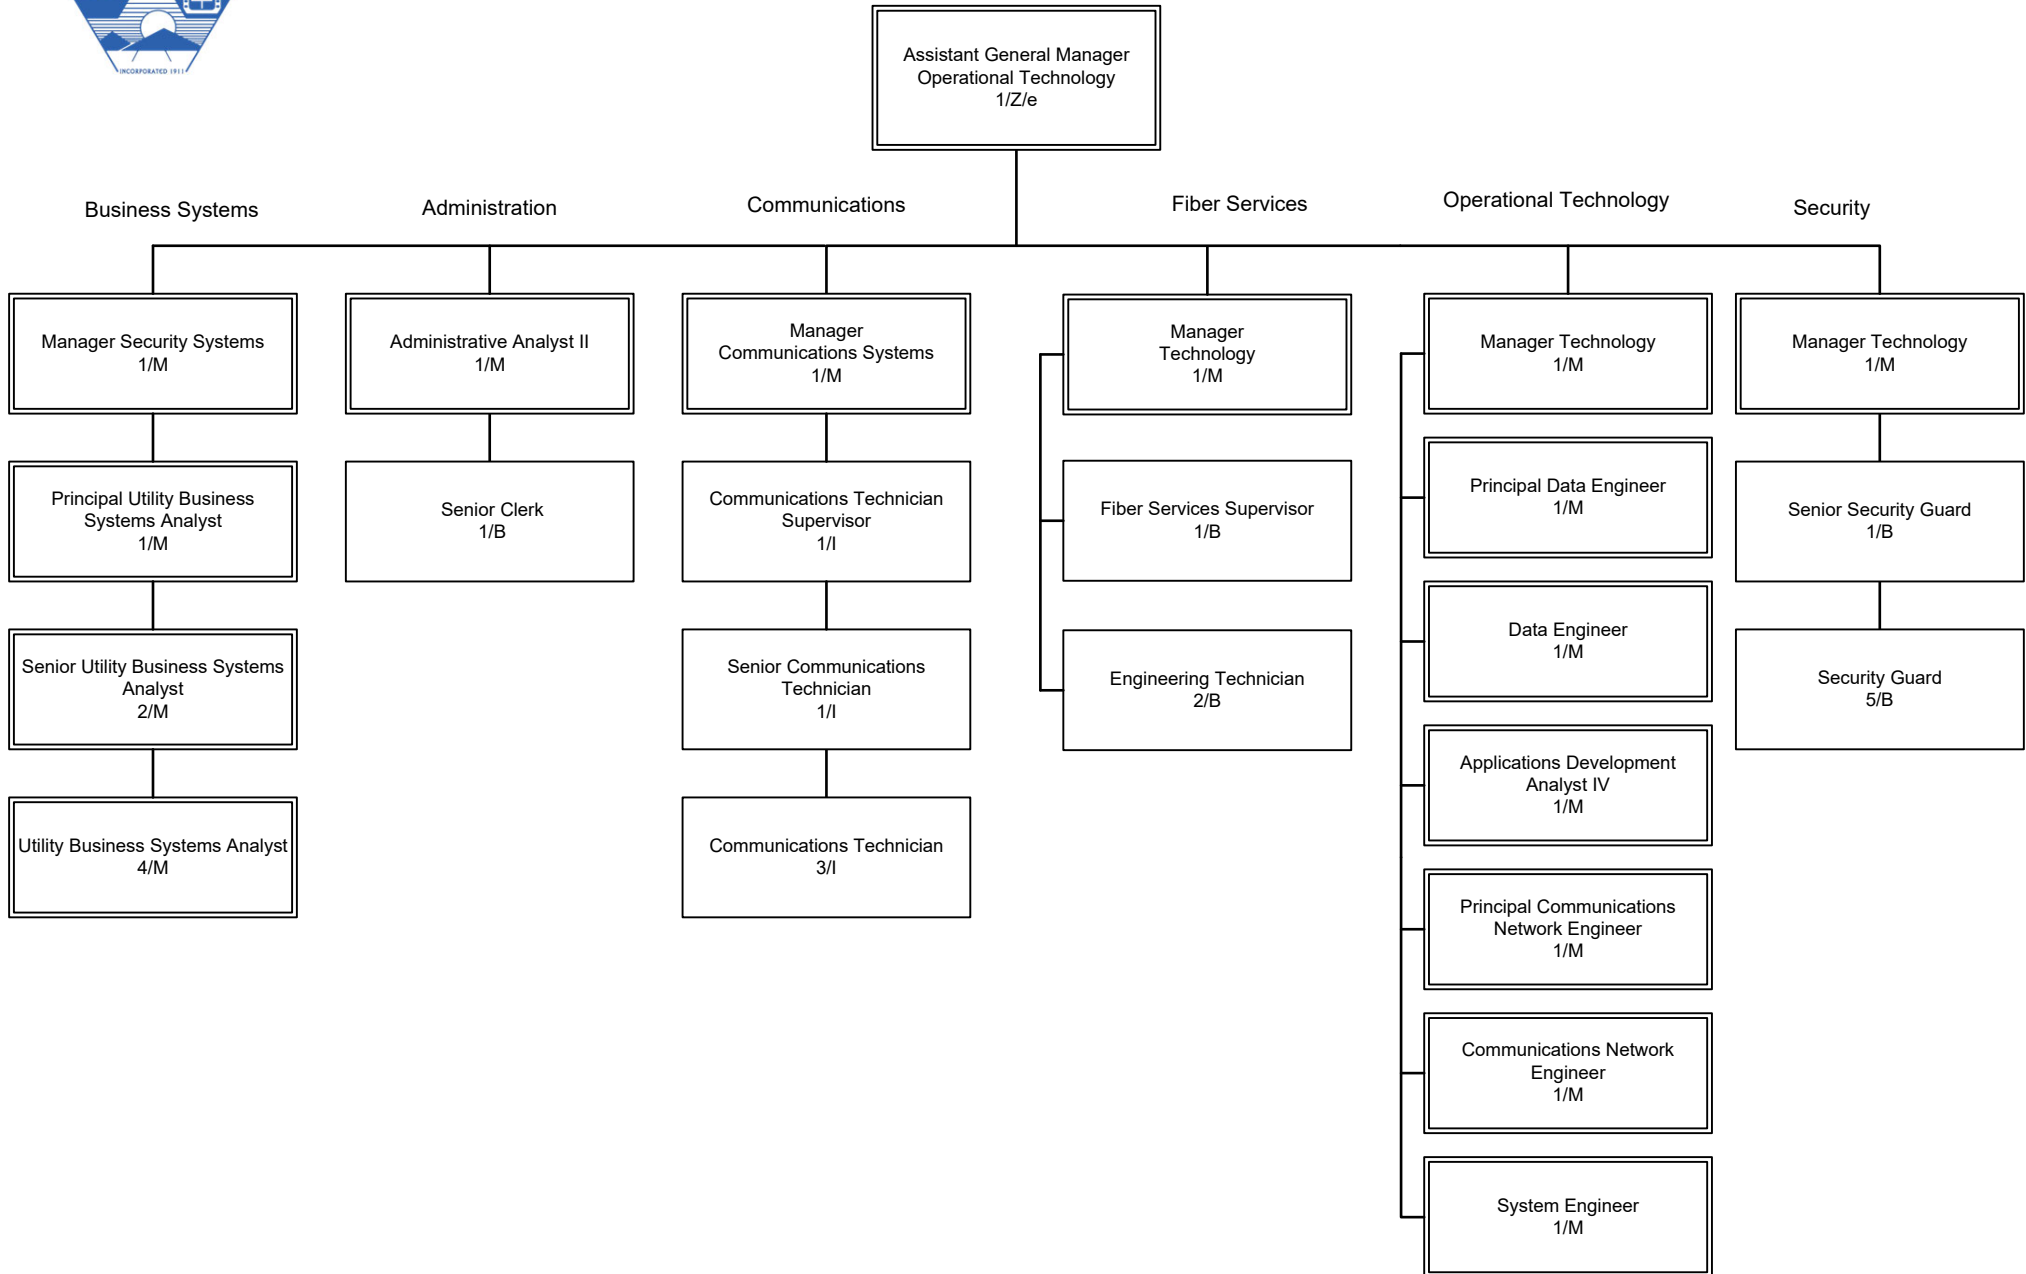 INCORPORATED 1911
Assistant General Manager
Operational Technology
1/Z/e
Business Systems
Administration
Communications
Fiber Services
Operational Technology
Security
Manager Security Systems
1/M
Principal Utility Business
Systems Analyst
1/M
Senior Utility Business Systems
Analyst
2/M
Utility Business Systems Analyst
4/M
Administrative Analyst II
1/M
Senior Clerk
1/B
Manager
Communications Systems
1/M
Communications Technician
Supervisor
1/I
Senior Communications
Technician
1/I
Communications Technician
3/I
Manager
Technology
1/M
Fiber Services Supervisor
1/B
Engineering Technician
2/B
Manager Technology
1/M
Principal Data Engineer
1/M
Data Engineer
1/M
Applications Development
Analyst IV
1/M
Principal Communications
Network Engineer
1/M
Communications Network
Engineer
1/M
System Engineer
1/M
Manager Technology
1/M
Senior Security Guard
1/B
Security Guard
5/B